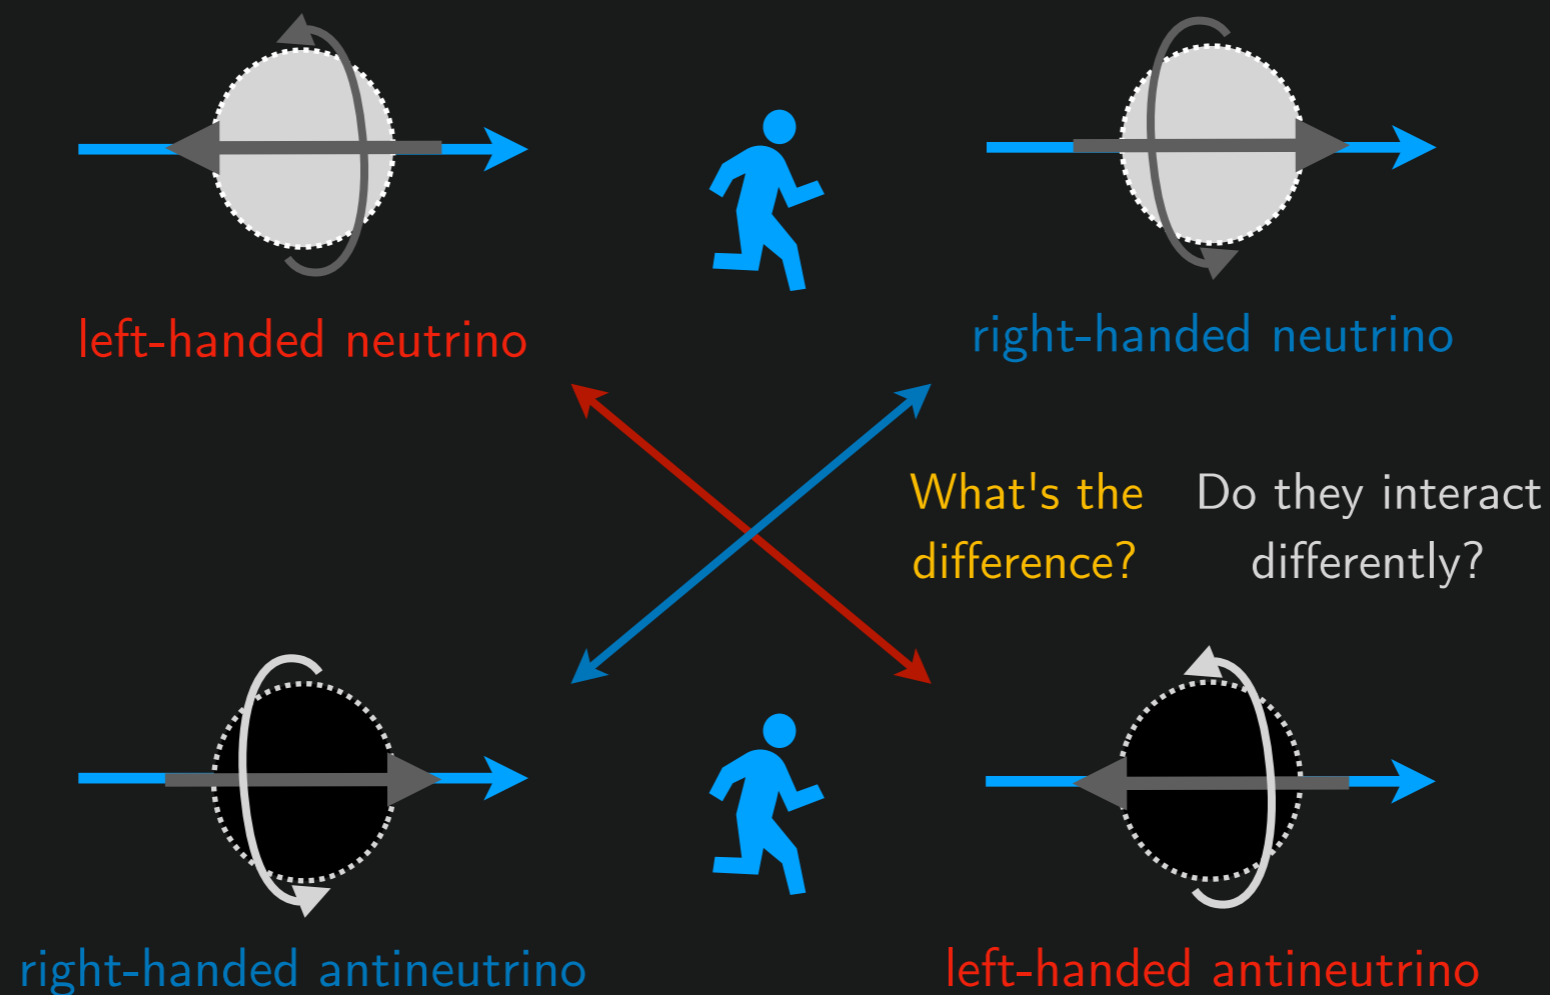 left-handed neutrino
right-handed neutrino
What's the
difference?
Do they interact
differently?
right-handed antineutrino
left-handed antineutrino